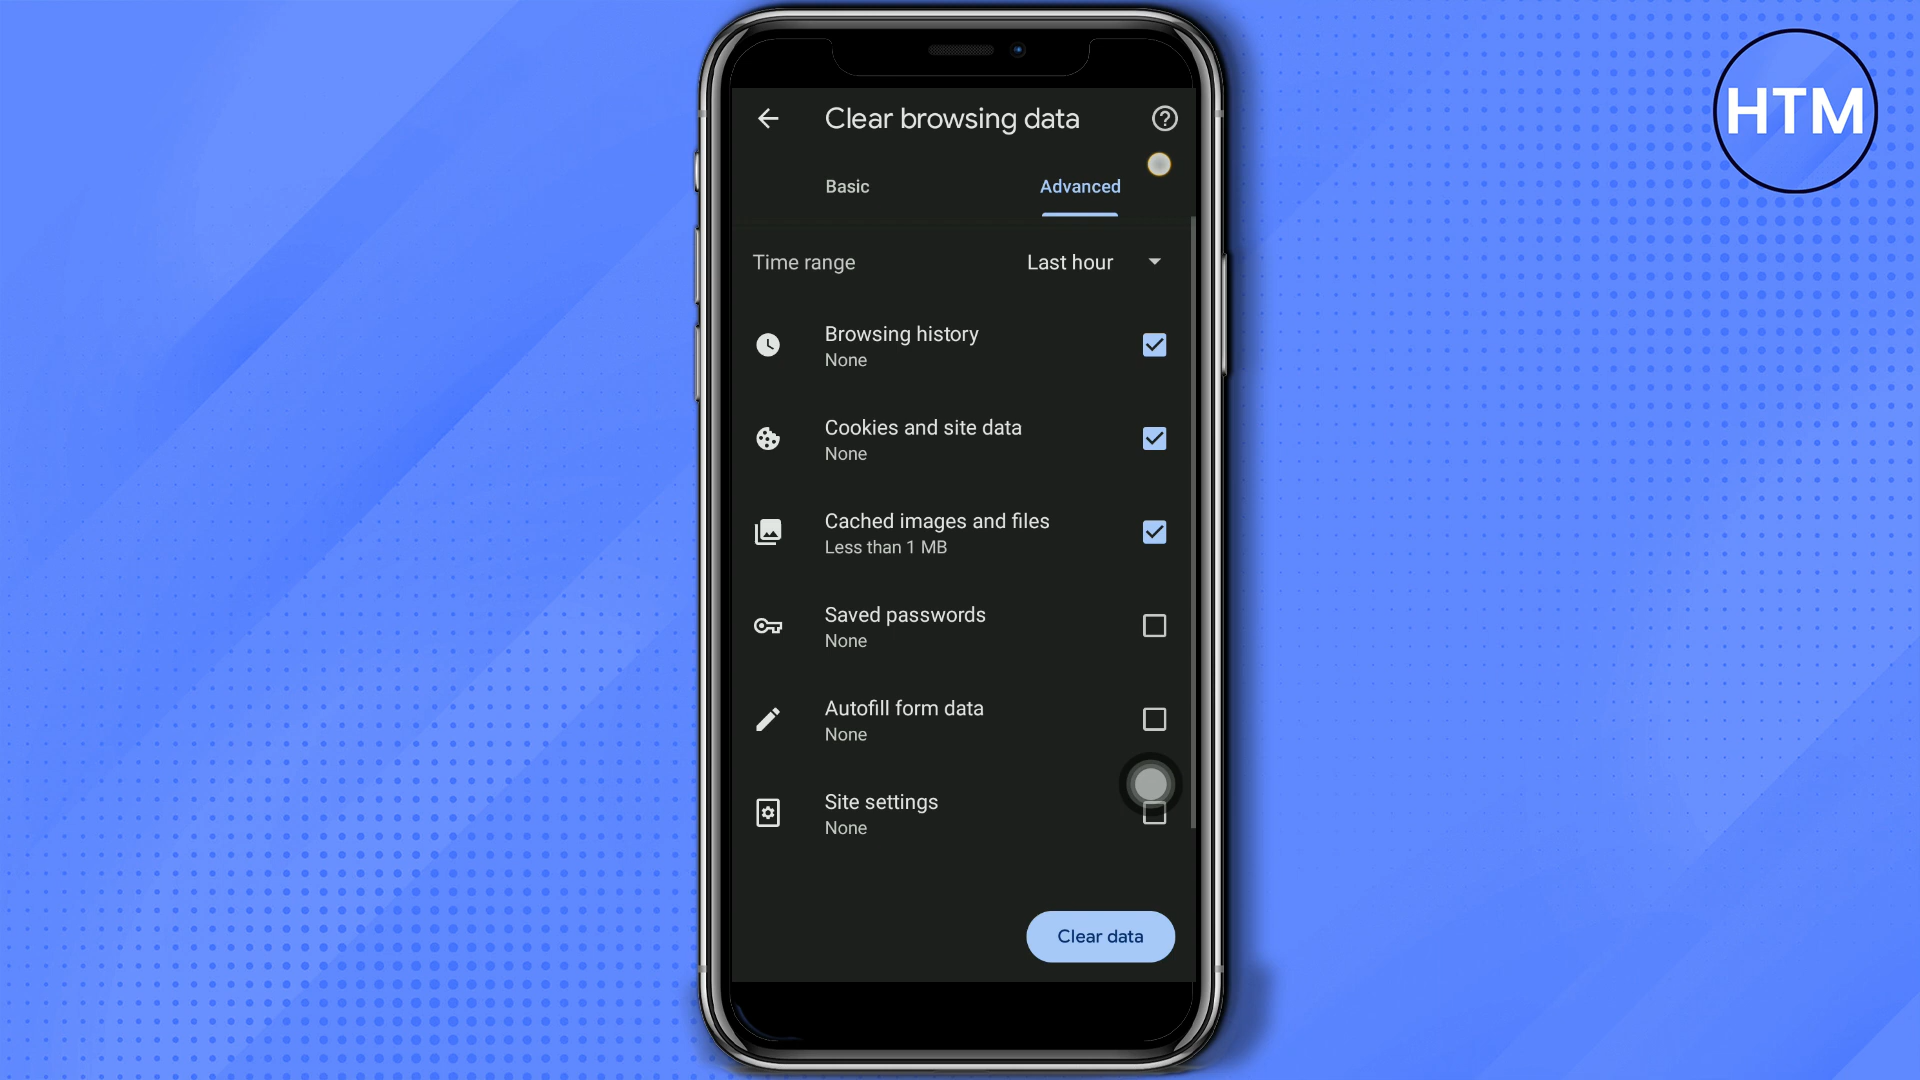 HTM
Clear browsing data
Basic
Advanced
Time range
Last hour
Browsing history
None
Cookies and site data
None
Cached images and files
Less than 1 MB
Saved passwords
None
Autofill form data
None
Site settings
None
Clear data